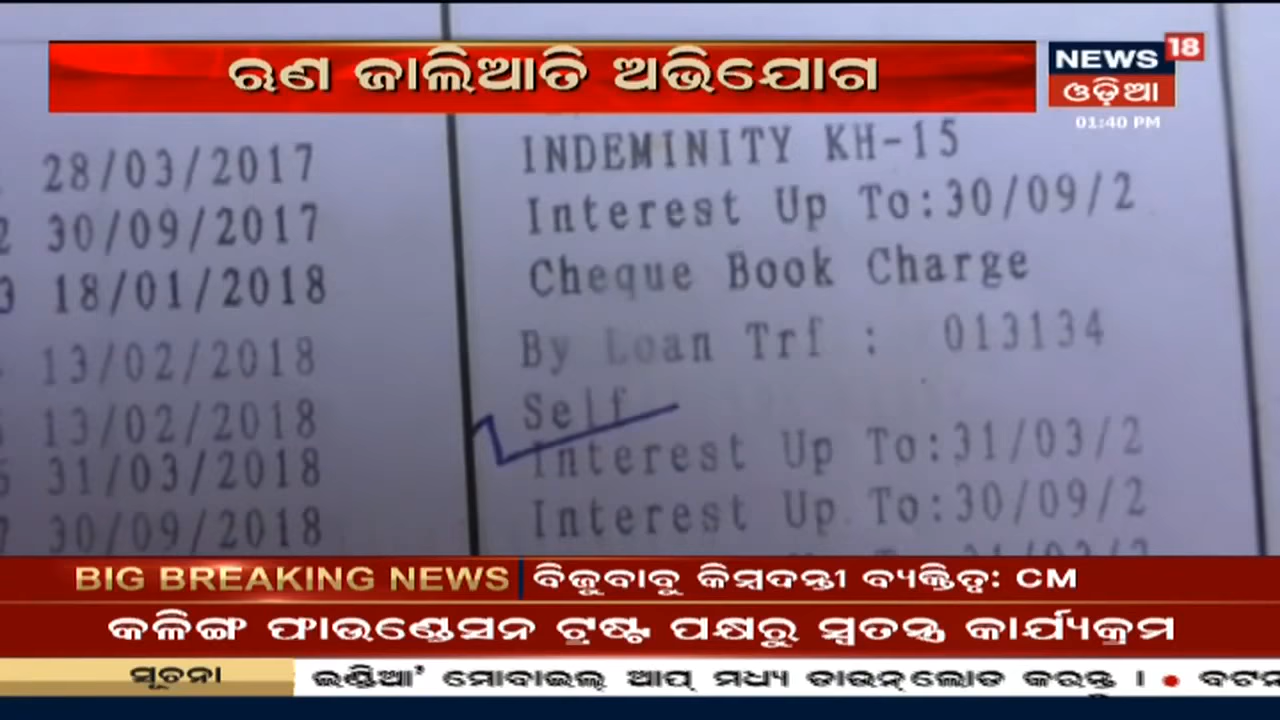 ଋଣ ଜାଲିଆତି ଅଭିଯୋଗ
NEWS 18
ଓଡ଼ିଆ
01:40 PM
28/03/2017 INDEMINITY KH-15
2 30/09/2017 Interest Up To:30/09/2
3 18/01/2018 Cheque Book Charge
13/02/2018 By Loan Trf : 013134
13/02/2018 Self
31/03/2018 Interest Up To:31/03/2
30/09/2018 Interest Up To:30/09/2
BIG BREAKING NEWS ବିଜୁବାବୁ କିମ୍ବଦନ୍ତୀ ବ୍ୟକ୍ତିତ୍ୱ: CM
କଳିଙ୍ଗ ଫାଉଣ୍ଡେସନ ଟ୍ରଷ୍ଟ ପକ୍ଷରୁ ସ୍ୱତନ୍ତ୍ର କାର୍ଯ୍ୟକ୍ରମ
ସୂଚନା ଇଣ୍ଡିଆ' ମୋବାଇଲ୍ ଆପ୍ ମଧ୍ୟ ଡାଉନ୍‌ଲୋଡ କରନ୍ତୁ ।